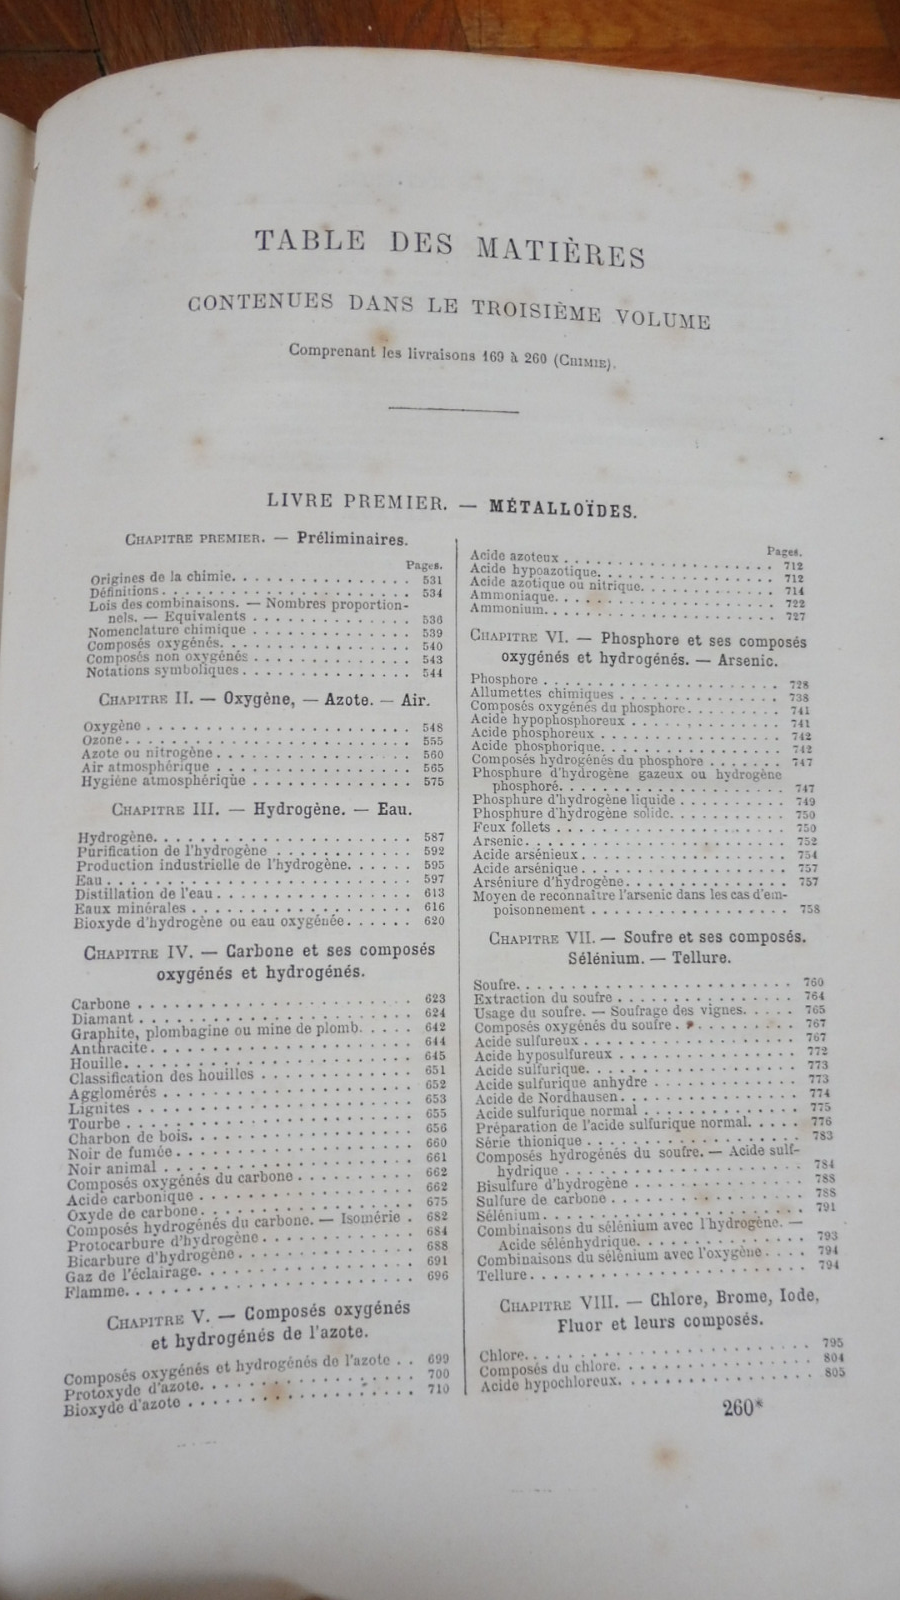 TABLE DES MATIÈRES
CONTENUES DANS LE TROISIÈME VOLUME
Comprenant les livraisons 169 à 260 (CHIMIE).
LIVRE PREMIER. — MÉTALLOÏDES.
CHAPITRE PREMIER. — Préliminaires.
Pages.
Origines de la chimie. . . . . . . . . . . . . . . . 531
Définitions. . . . . . . . . . . . . . . . . . . . . . 534
Lois des combinaisons. — Nombres proportion-
nels. — Equivalents . . . . . . . . . . . . . . 536
Nomenclature chimique . . . . . . . . . . . . . . 539
Composés oxygénés. . . . . . . . . . . . . . . . . 540
Composés non oxygénés . . . . . . . . . . . . . . 543
Notations symboliques . . . . . . . . . . . . . . . 544
CHAPITRE II. — Oxygène, — Azote. — Air.
Oxygène . . . . . . . . . . . . . . . . . . . . . . . 548
Ozone. . . . . . . . . . . . . . . . . . . . . . . . . 555
Azote ou nitrogène . . . . . . . . . . . . . . . . . 560
Air atmosphérique . . . . . . . . . . . . . . . . . 565
Hygiène atmosphérique . . . . . . . . . . . . . . 575
CHAPITRE III. — Hydrogène. — Eau.
Hydrogène. . . . . . . . . . . . . . . . . . . . . . 587
Purification de l'hydrogène . . . . . . . . . . . . 592
Production industrielle de l'hydrogène. . . . . . 595
Eau . . . . . . . . . . . . . . . . . . . . . . . . . . 597
Distillation de l'eau . . . . . . . . . . . . . . . . . 613
Eaux minérales . . . . . . . . . . . . . . . . . . . 616
Bioxyde d'hydrogène ou eau oxygénée. . . . . . 620
CHAPITRE IV. — Carbone et ses composés
oxygénés et hydrogénés.
Carbone . . . . . . . . . . . . . . . . . . . . . . . 623
Diamant . . . . . . . . . . . . . . . . . . . . . . . 624
Graphite, plombagine ou mine de plomb. . . . . 642
Anthracite. . . . . . . . . . . . . . . . . . . . . . 644
Houille. . . . . . . . . . . . . . . . . . . . . . . . 645
Classification des houilles . . . . . . . . . . . . . 651
Agglomérés . . . . . . . . . . . . . . . . . . . . . 652
Lignites . . . . . . . . . . . . . . . . . . . . . . . 653
Tourbe . . . . . . . . . . . . . . . . . . . . . . . . 655
Charbon de bois. . . . . . . . . . . . . . . . . . . 656
Noir de fumée. . . . . . . . . . . . . . . . . . . . 660
Noir animal . . . . . . . . . . . . . . . . . . . . . 661
Composés oxygénés du carbone . . . . . . . . . 662
Acide carbonique . . . . . . . . . . . . . . . . . . 662
Oxyde de carbone. . . . . . . . . . . . . . . . . . 675
Composés hydrogénés du carbone. — Isomérie . 682
Protocarbure d'hydrogène . . . . . . . . . . . . . 684
Bicarbure d'hydrogène. . . . . . . . . . . . . . . 688
Gaz de l'éclairage. . . . . . . . . . . . . . . . . . 691
Flamme. . . . . . . . . . . . . . . . . . . . . . . . 696
CHAPITRE V. — Composés oxygénés
et hydrogénés de l'azote.
Composés oxygénés et hydrogénés de l'azote . . 699
Protoxyde d'azote. . . . . . . . . . . . . . . . . . 700
Bioxyde d'azote . . . . . . . . . . . . . . . . . . . 710
Pages.
Acide azoteux . . . . . . . . . . . . . . . . . . . . 712
Acide hypoazotique. . . . . . . . . . . . . . . . . 712
Acide azotique ou nitrique. . . . . . . . . . . . . 714
Ammoniaque. . . . . . . . . . . . . . . . . . . . . 722
Ammonium. . . . . . . . . . . . . . . . . . . . . . 727
CHAPITRE VI. — Phosphore et ses composés
oxygénés et hydrogénés. — Arsenic.
Phosphore . . . . . . . . . . . . . . . . . . . . . . 728
Allumettes chimiques . . . . . . . . . . . . . . . 738
Composés oxygénés du phosphore. . . . . . . . . 741
Acide hypophosphoreux . . . . . . . . . . . . . . 741
Acide phosphoreux . . . . . . . . . . . . . . . . . 742
Acide phosphorique. . . . . . . . . . . . . . . . . 742
Composés hydrogénés du phosphore . . . . . . . 747
Phosphure d'hydrogène gazeux ou hydrogène
phosphoré. . . . . . . . . . . . . . . . . . . . 747
Phosphure d'hydrogène liquide . . . . . . . . . . 749
Phosphure d'hydrogène solide. . . . . . . . . . . 750
Feux follets . . . . . . . . . . . . . . . . . . . . . 750
Arsenic. . . . . . . . . . . . . . . . . . . . . . . . 752
Acide arsénieux . . . . . . . . . . . . . . . . . . . 754
Acide arsénique . . . . . . . . . . . . . . . . . . . 757
Arséniure d'hydrogène. . . . . . . . . . . . . . . 757
Moyen de reconnaître l'arsenic dans les cas d'em-
poisonnement . . . . . . . . . . . . . . . . . . 758
CHAPITRE VII. — Soufre et ses composés.
Sélénium. — Tellure.
Soufre. . . . . . . . . . . . . . . . . . . . . . . . . 760
Extraction du soufre . . . . . . . . . . . . . . . . 764
Usage du soufre. — Soufrage des vignes. . . . . 765
Composés oxygénés du soufre . . . . . . . . . . . 767
Acide sulfureux . . . . . . . . . . . . . . . . . . . 767
Acide hyposulfureux . . . . . . . . . . . . . . . . 772
Acide sulfurique. . . . . . . . . . . . . . . . . . . 773
Acide sulfurique anhydre . . . . . . . . . . . . . 773
Acide de Nordhausen. . . . . . . . . . . . . . . . 774
Acide sulfurique normal . . . . . . . . . . . . . . 775
Préparation de l'acide sulfurique normal. . . . . 776
Série thionique . . . . . . . . . . . . . . . . . . . 783
Composés hydrogénés du soufre. — Acide sulf-
hydrique . . . . . . . . . . . . . . . . . . . . . 784
Bisulfure d'hydrogène . . . . . . . . . . . . . . . 788
Sulfure de carbone . . . . . . . . . . . . . . . . . 788
Sélénium. . . . . . . . . . . . . . . . . . . . . . . 791
Combinaisons du sélénium avec l'hydrogène. —
Acide sélénhydrique. . . . . . . . . . . . . . . 793
Combinaisons du sélénium avec l'oxygène . . . . 794
Tellure. . . . . . . . . . . . . . . . . . . . . . . . 794
CHAPITRE VIII. — Chlore, Brome, Iode,
Fluor et leurs composés.
Chlore. . . . . . . . . . . . . . . . . . . . . . . . . 795
Composés du chlore. . . . . . . . . . . . . . . . . 804
Acide hypochloreux. . . . . . . . . . . . . . . . . 805
260*